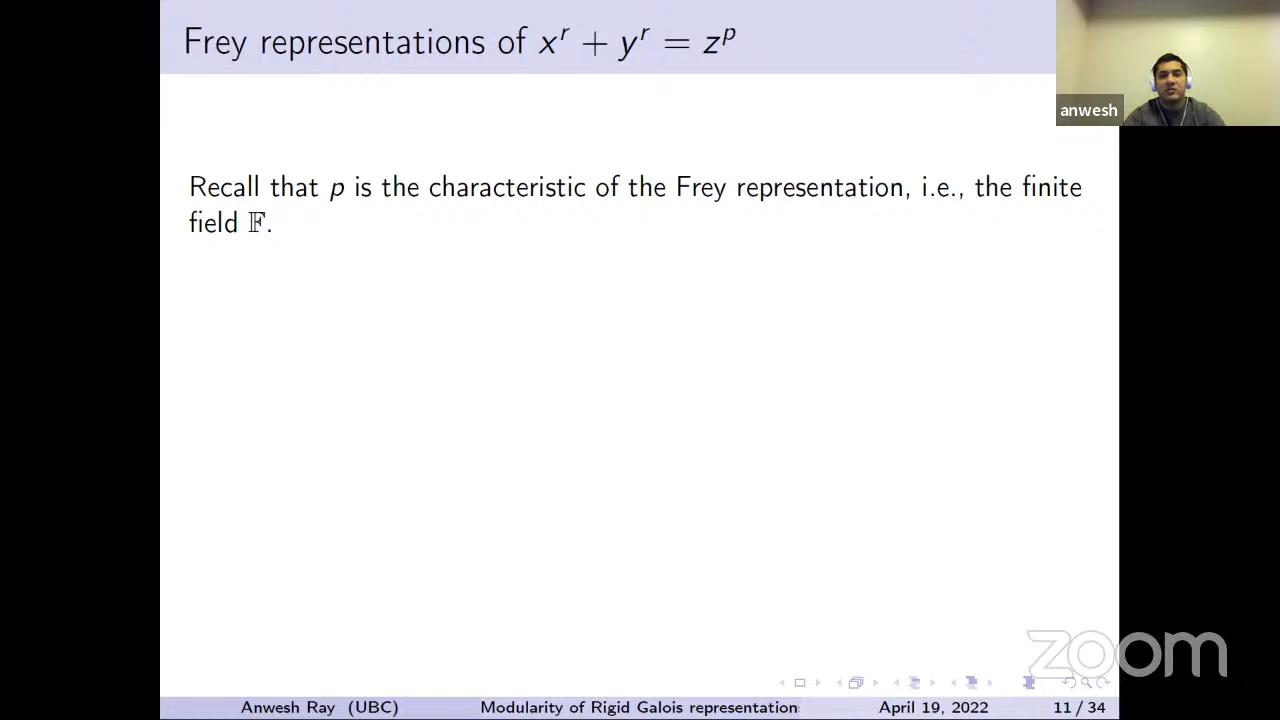 Frey representations of x^r + y^r = z^p
anwesh
Recall that p is the characteristic of the Frey representation, i.e., the finite
field 𝔽.
zoom
Anwesh Ray (UBC) Modularity of Rigid Galois representation April 19, 2022 11 / 34